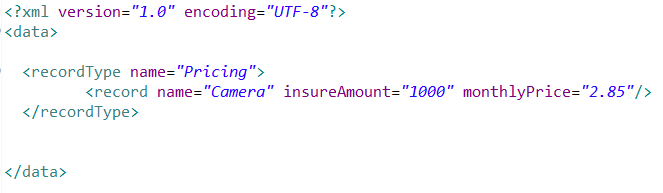 <?xml version="1.0" encoding="UTF-8"?>
<data>
<recordType name="Pricing">
<record name="Camera" insureAmount="1000" monthlyPrice="2.85"/>
</recordType>
</data>